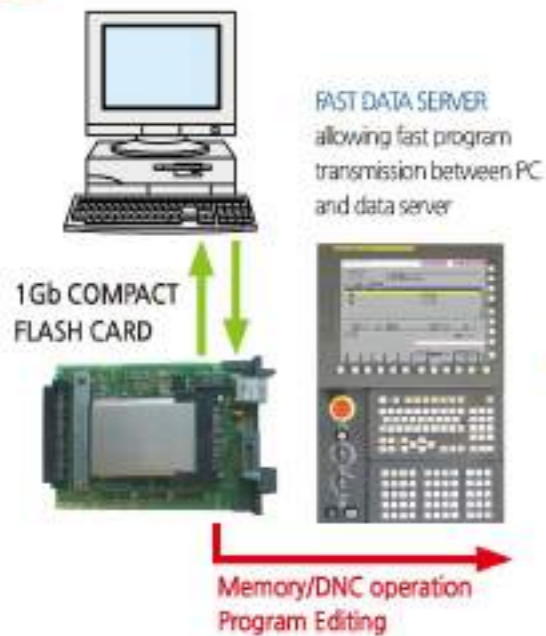 FAST DATA SERVER
allowing fast program
transmission between PC
and data server
1Gb COMPACT
FLASH CARD
Memory/DNC operation
Program Editing